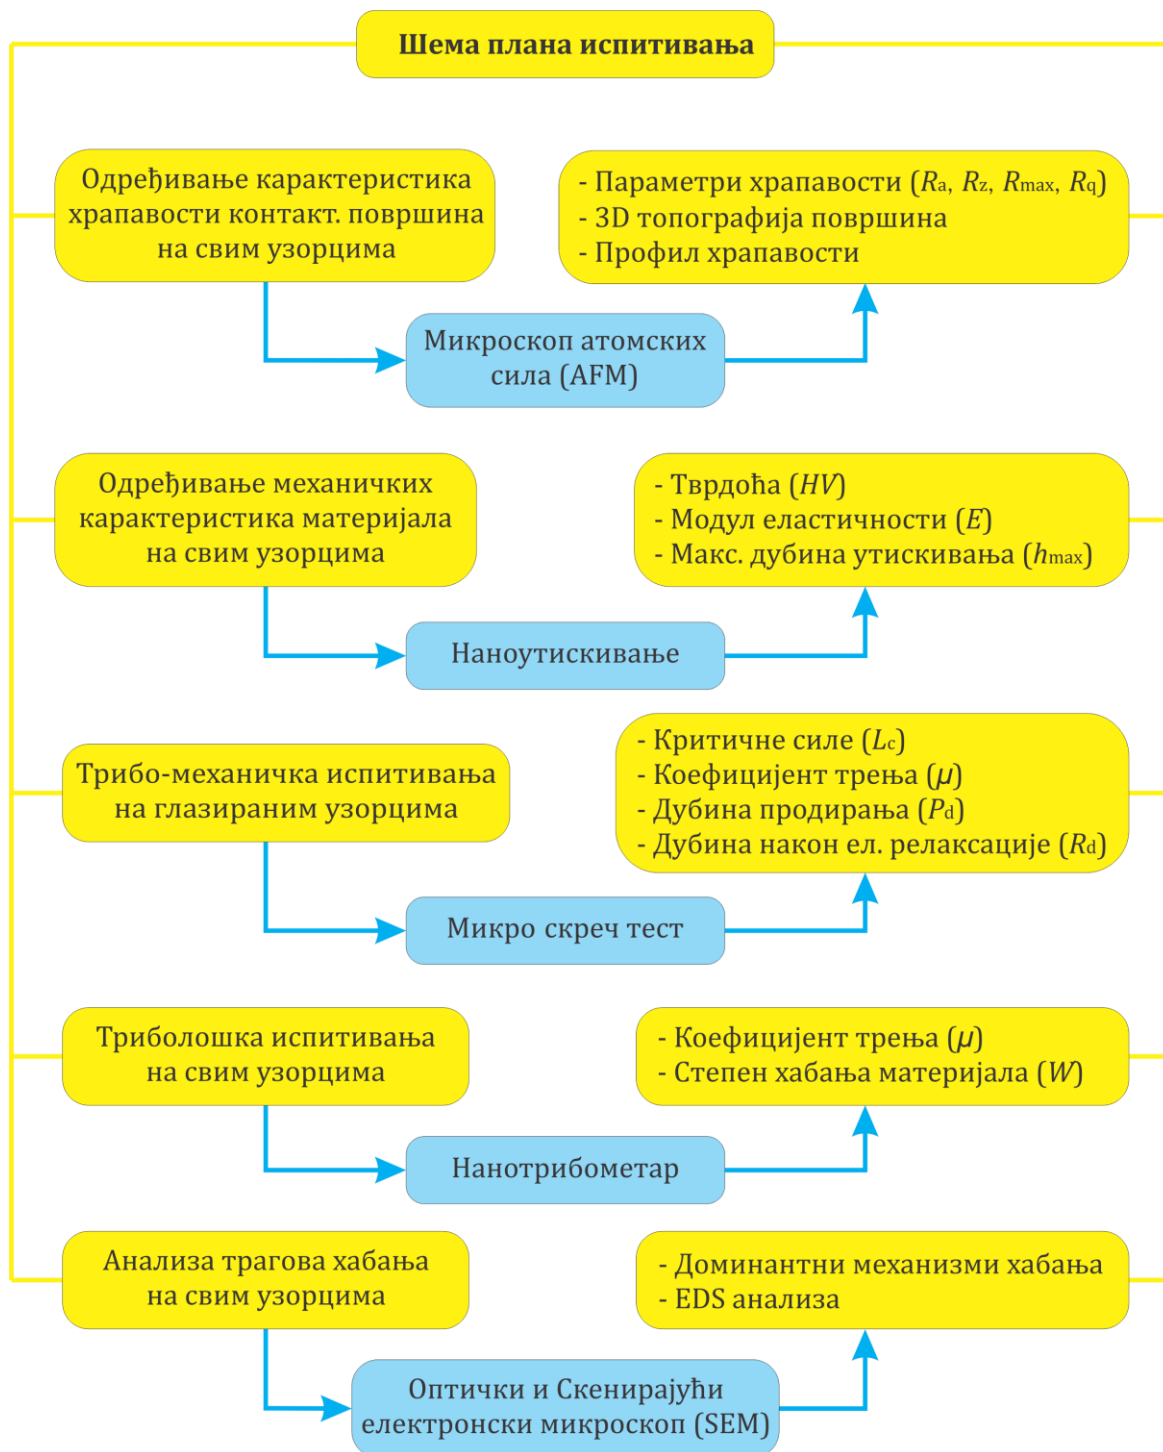 Шема плана испитивања
Одређивање карактеристика
храпавости контакт. површина
на свим узорцима
- Параметри храпавости (Ra, Rz, Rmax, Rq)
- 3D топографија површина
- Профил храпавости
Микроскоп атомских
сила (AFM)
Одређивање механичких
карактеристика материјала
на свим узорцима
- Тврдоћа (HV)
- Модул еластичности (E)
- Макс. дубина утискивања (hmax)
Наноутискивање
Трибо-механичка испитивања
на глазираним узорцима
- Критичне силе (Lc)
- Коефицијент трења (μ)
- Дубина продирања (Pd)
- Дубина након ел. релаксације (Rd)
Микро скреч тест
Триболошка испитивања
на свим узорцима
- Коефицијент трења (μ)
- Степен хабања материјала (W)
Нанотрибометар
Анализа трагова хабања
на свим узорцима
- Доминантни механизми хабања
- EDS анализа
Оптички и Скенирајући
електронски микроскоп (SEM)